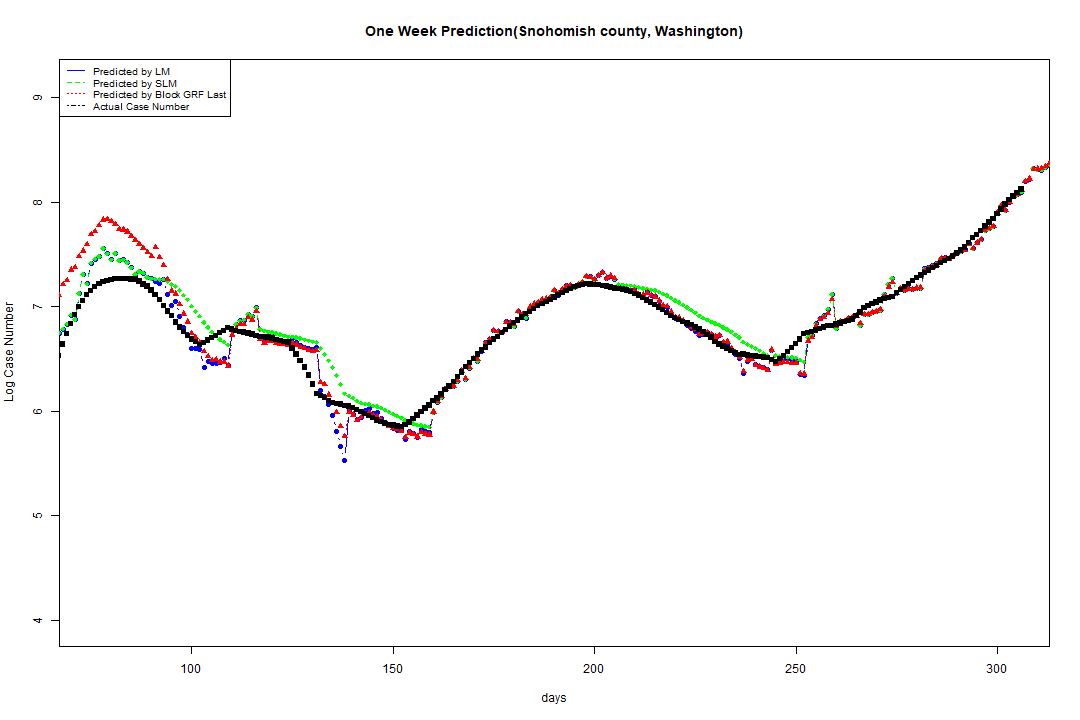 One Week Prediction(Snohomish county, Washington)
Predicted by LM
Predicted by SLM
Predicted by Block GRF Last
Actual Case Number
9
8
7
6
5
4
Log Case Number
100 150 200 250 300
days